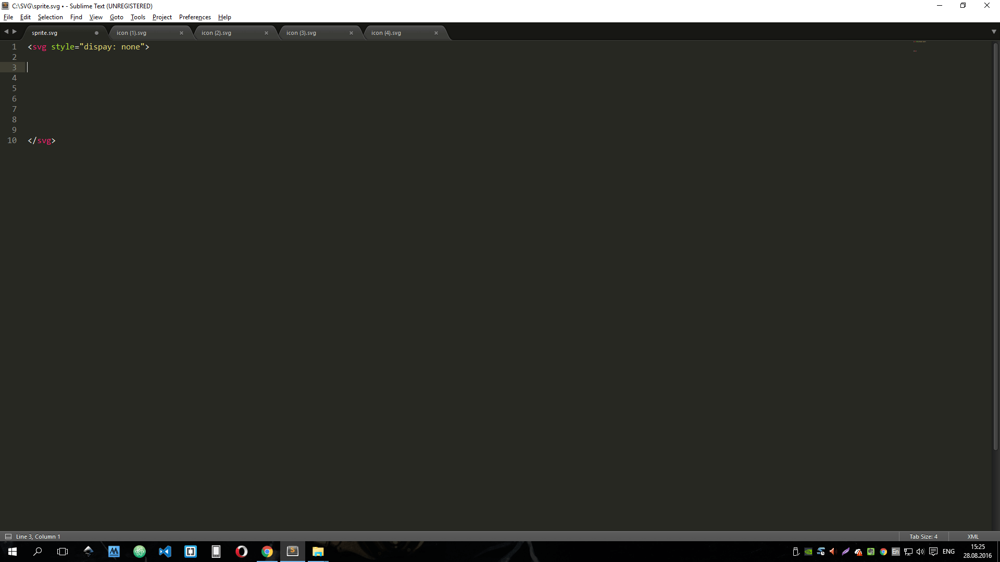 C:\SVG\sprite.svg • - Sublime Text (UNREGISTERED)
File Edit Selection Find View Goto Tools Project Preferences Help
sprite.svg icon (1).svg icon (2).svg icon (3).svg icon (4).svg
1 <svg style="dispay: none">
2
3
4
5
6
7
8
9
10 </svg>
Line 3, Column 1 Tab Size: 4 XML
En ENG 15:25
28.08.2016